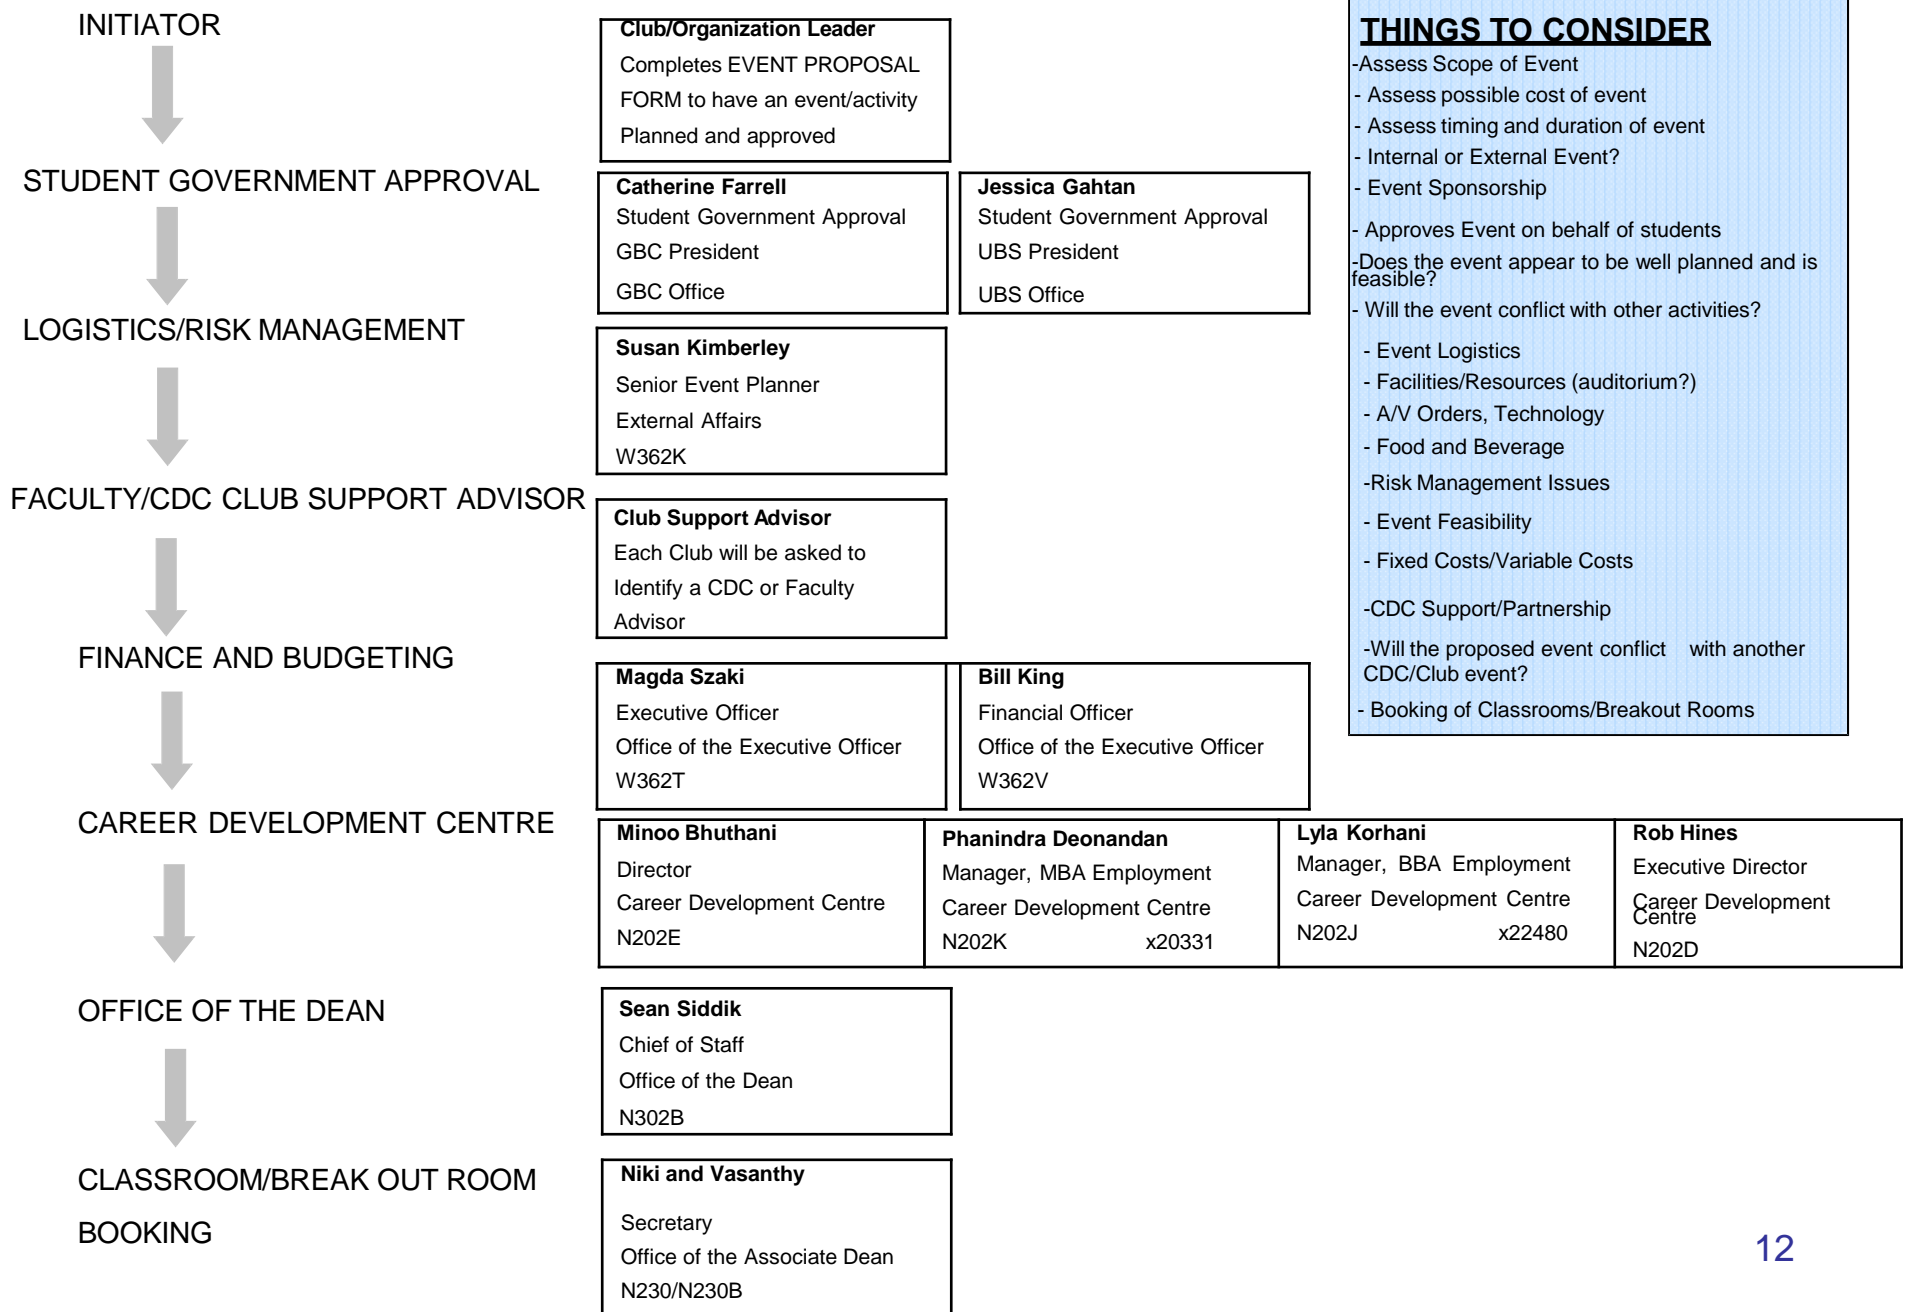 INITIATOR
Club/Organization Leader
Completes EVENT PROPOSAL
FORM to have an event/activity
Planned and approved
STUDENT GOVERNMENT APPROVAL
Catherine Farrell
Student Government Approval
GBC President
GBC Office
Jessica Gahtan
Student Government Approval
UBS President
UBS Office
LOGISTICS/RISK MANAGEMENT
Susan Kimberley
Senior Event Planner
External Affairs
W362K
FACULTY/CDC CLUB SUPPORT ADVISOR
Club Support Advisor
Each Club will be asked to
Identify a CDC or Faculty
Advisor
FINANCE AND BUDGETING
Magda Szaki
Executive Officer
Office of the Executive Officer
W362T
Bill King
Financial Officer
Office of the Executive Officer
W362V
CAREER DEVELOPMENT CENTRE
Minoo Bhuthani
Director
Career Development Centre
N202E
Phanindra Deonandan
Manager, MBA Employment
Career Development Centre
N202K x20331
Lyla Korhani
Manager, BBA Employment
Career Development Centre
N202J x22480
Rob Hines
Executive Director
Career Development
Centre
N202D
OFFICE OF THE DEAN
Sean Siddik
Chief of Staff
Office of the Dean
N302B
CLASSROOM/BREAK OUT ROOM
BOOKING
Niki and Vasanthy
Secretary
Office of the Associate Dean
N230/N230B
THINGS TO CONSIDER
-Assess Scope of Event
- Assess possible cost of event
- Assess timing and duration of event
- Internal or External Event?
- Event Sponsorship
- Approves Event on behalf of students
-Does the event appear to be well planned and is
feasible?
- Will the event conflict with other activities?
- Event Logistics
- Facilities/Resources (auditorium?)
- A/V Orders, Technology
- Food and Beverage
-Risk Management Issues
- Event Feasibility
- Fixed Costs/Variable Costs
-CDC Support/Partnership
-Will the proposed event conflict with another
CDC/Club event?
- Booking of Classrooms/Breakout Rooms
12